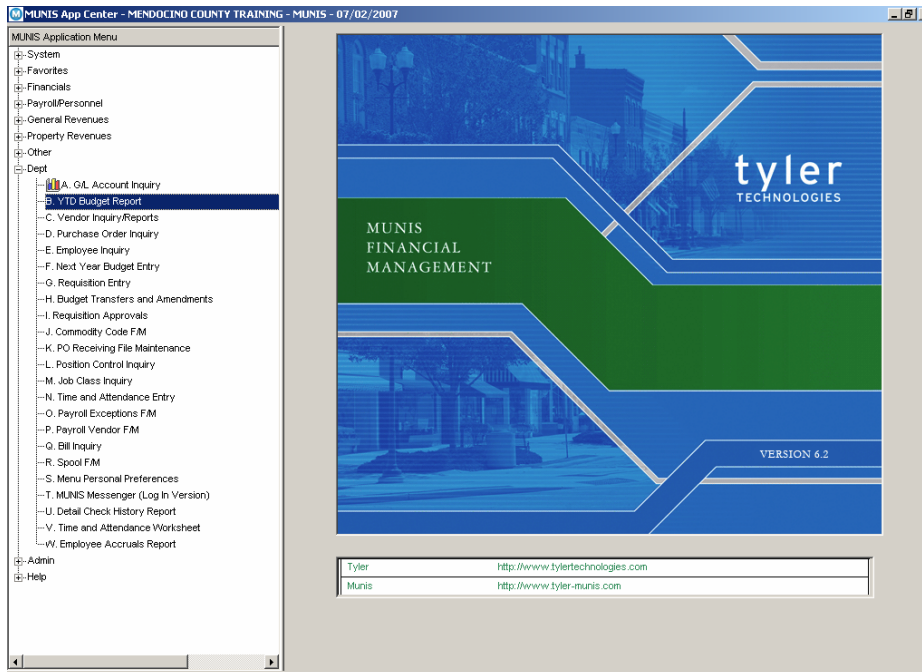 MUNIS App Center - MENDOCINO COUNTY TRAINING - MUNIS - 07/02/2007
MUNIS Application Menu
System
Favorites
Financials
Payroll/Personnel
General Revenues
Property Revenues
Other
Dept
A. G/L Account Inquiry
B. YTD Budget Report
C. Vendor Inquiry/Reports
D. Purchase Order Inquiry
E. Employee Inquiry
F. Next Year Budget Entry
G. Requisition Entry
H. Budget Transfers and Amendments
I. Requisition Approvals
J. Commodity Code F/M
K. PO Receiving File Maintenance
L. Position Control Inquiry
M. Job Class Inquiry
N. Time and Attendance Entry
O. Payroll Exceptions F/M
P. Payroll Vendor F/M
Q. Bill Inquiry
R. Spool F/M
S. Menu Personal Preferences
T. MUNIS Messenger (Log In Version)
U. Detail Check History Report
V. Time and Attendance Worksheet
W. Employee Accruals Report
Admin
Help
tyler
TECHNOLOGIES
MUNIS
FINANCIAL
MANAGEMENT
VERSION 6.2
Tyler http://www.tylertechnologies.com
Munis http://www.tyler-munis.com